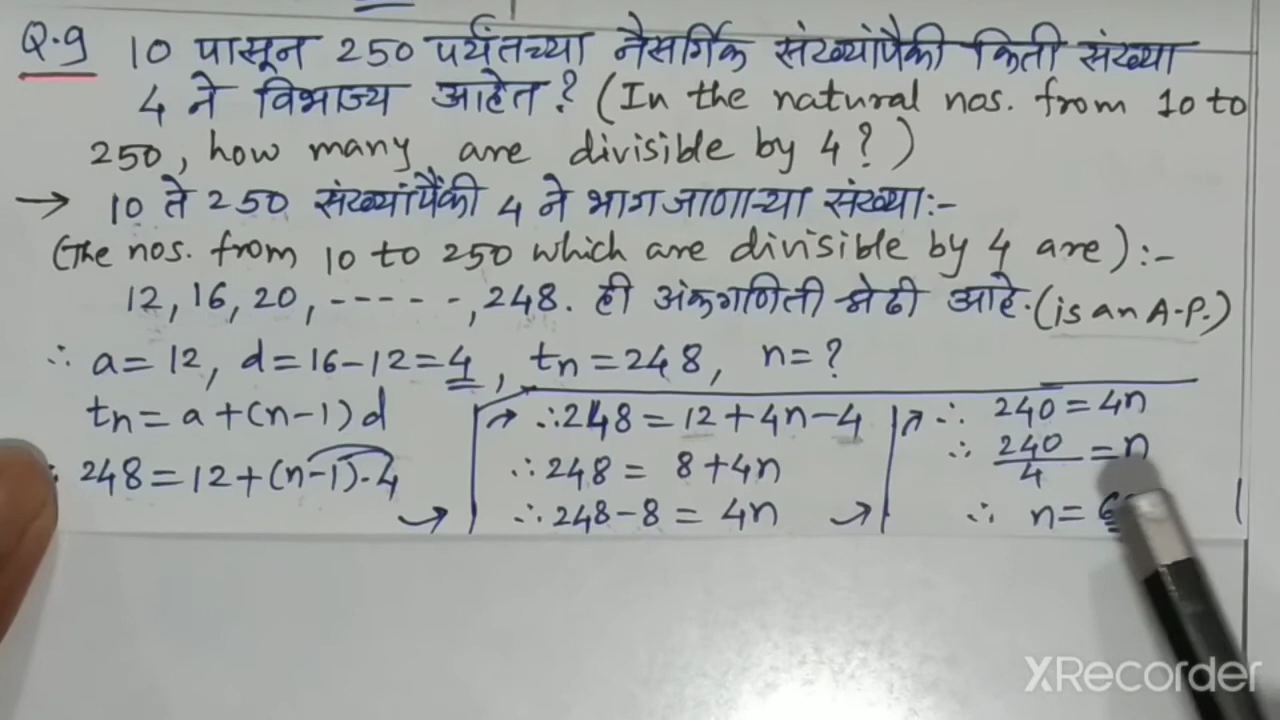 Q.9 10 पासून 250 पर्यंतच्या नैसर्गिक संख्यांपैकी किती संख्या
4 ने विभाज्य आहेत? (In the natural nos. from 10 to
250, how many are divisible by 4?)
→ 10 ते 250 संख्यांपैकी 4 ने भाग जाणाऱ्या संख्या:-
(The nos. from 10 to 250 which are divisible by 4 are):-
12, 16, 20, -----, 248. ही अंकगणिती श्रेढी आहे. (is an A.P.)
∴ a = 12, d = 16-12 = 4, tn = 248, n = ?
tn = a + (n-1) d
248 = 12 + (n-1)·4
∴ 248 = 12 + 4n - 4
∴ 248 = 8 + 4n
∴ 248 - 8 = 4n
∴ 240 = 4n
∴ 240/4 = n
∴ n = 6
XRecorder